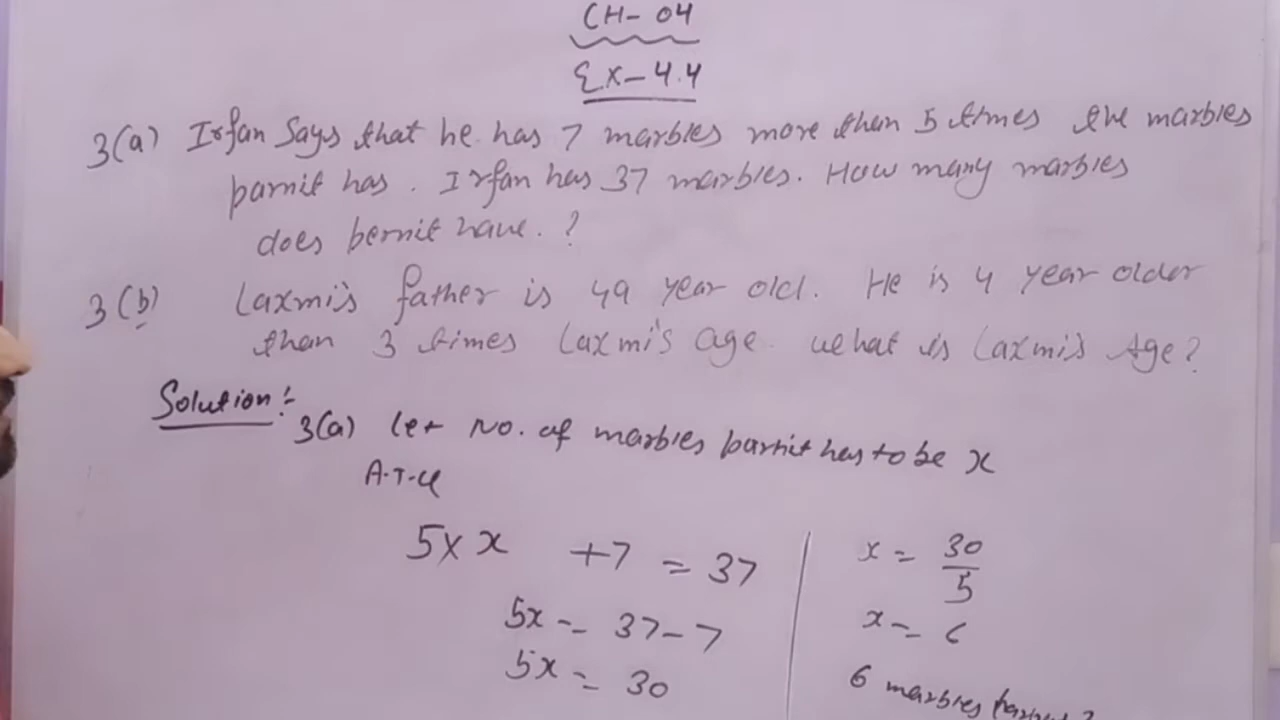 CH- 04
Ex- 4.4
3(a) Irfan Says that he has 7 marbles more than 5 times the marbles
parmit has. Irfan has 37 marbles. How many marbles
does permit have. ?
3(b) Laxmi's father is 49 year old. He is 4 year older
than 3 times Laxmi's age. what is Laxmi's Age?
Solution:-
3(a) let No. of marbles parmit has to be x
A.T.Q
5xx +7 = 37
5x = 37-7
5x = 30
x = 30/5
x = 6
6 marbles